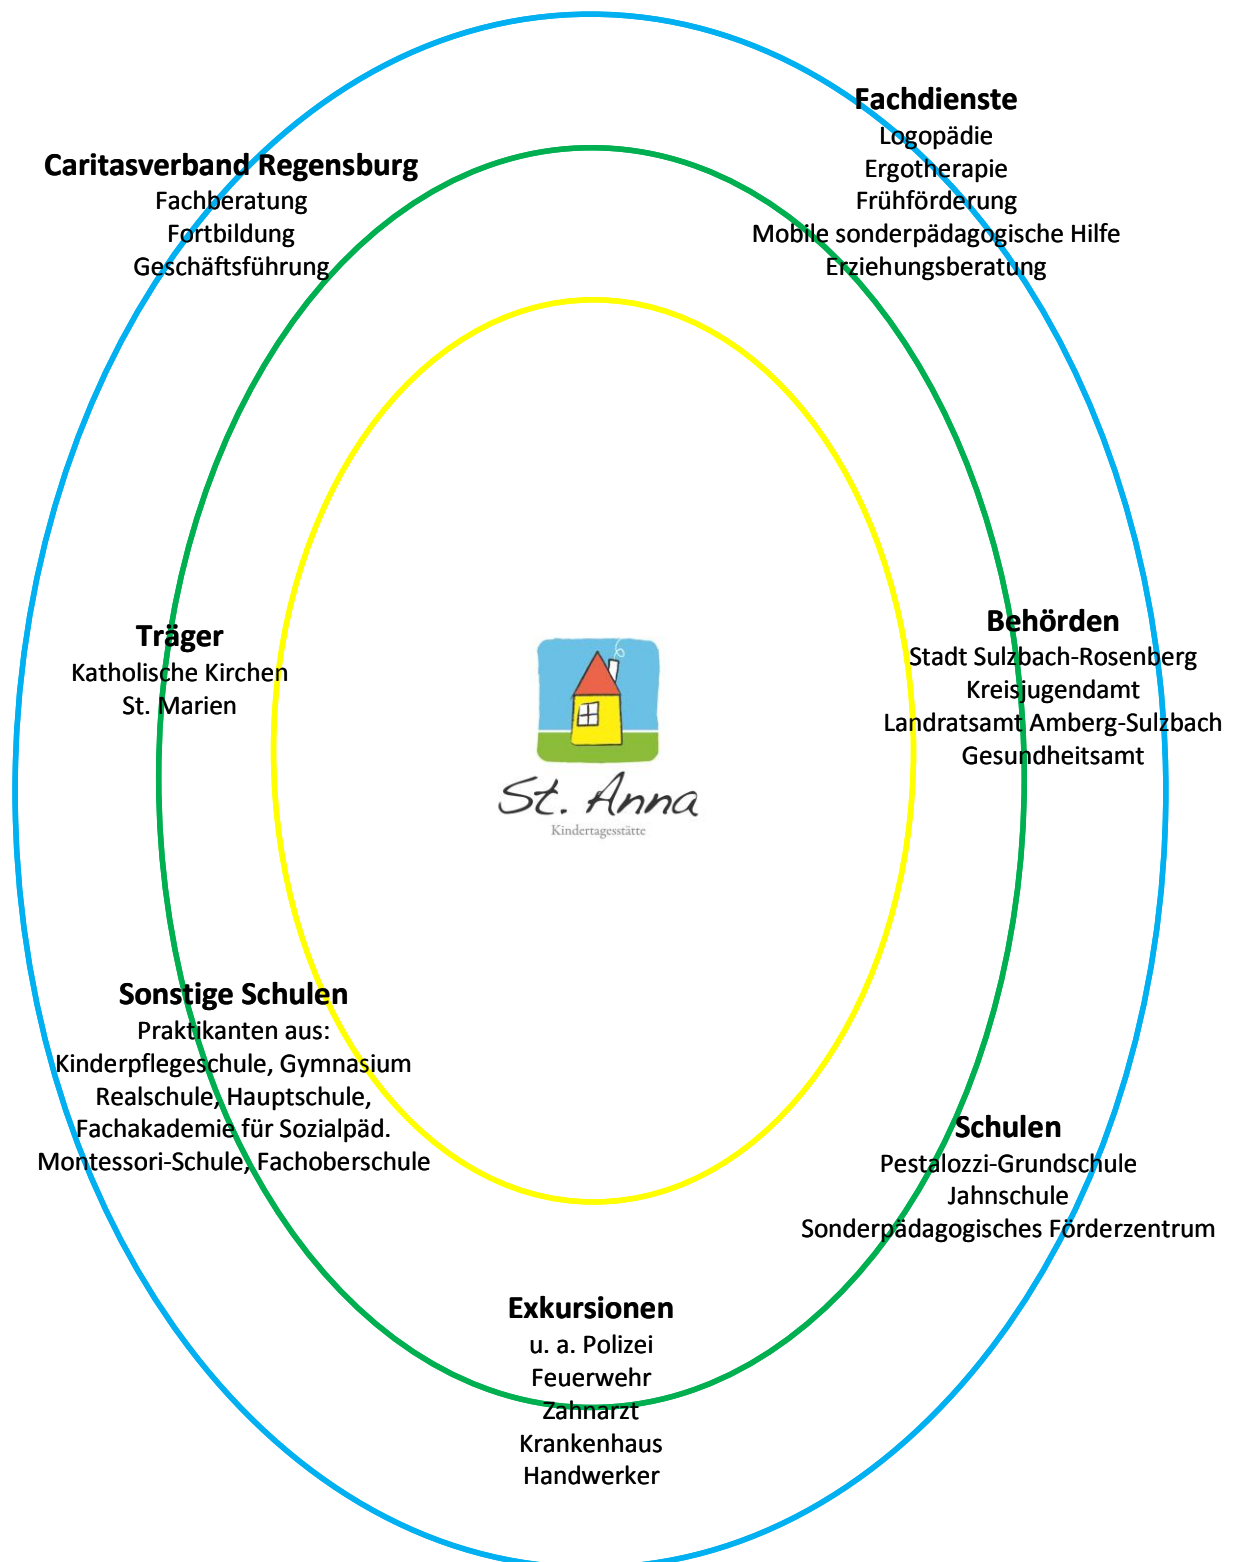 Fachdienste
Logopädie
Ergotherapie
Frühförderung
Mobile sonderpädagogische Hilfe
Erziehungsberatung
Caritasverband Regensburg
Fachberatung
Fortbildung
Geschäftsführung
Träger
Katholische Kirchen
St. Marien
St. Anna
Kindertagesstätte
Behörden
Stadt Sulzbach-Rosenberg
Kreisjugendamt
Landratsamt Amberg-Sulzbach
Gesundheitsamt
Sonstige Schulen
Praktikanten aus:
Kinderpflegeschule, Gymnasium
Realschule, Hauptschule,
Fachakademie für Sozialpäd.
Montessori-Schule, Fachoberschule
Schulen
Pestalozzi-Grundschule
Jahnschule
Sonderpädagogisches Förderzentrum
Exkursionen
u. a. Polizei
Feuerwehr
Zahnarzt
Krankenhaus
Handwerker